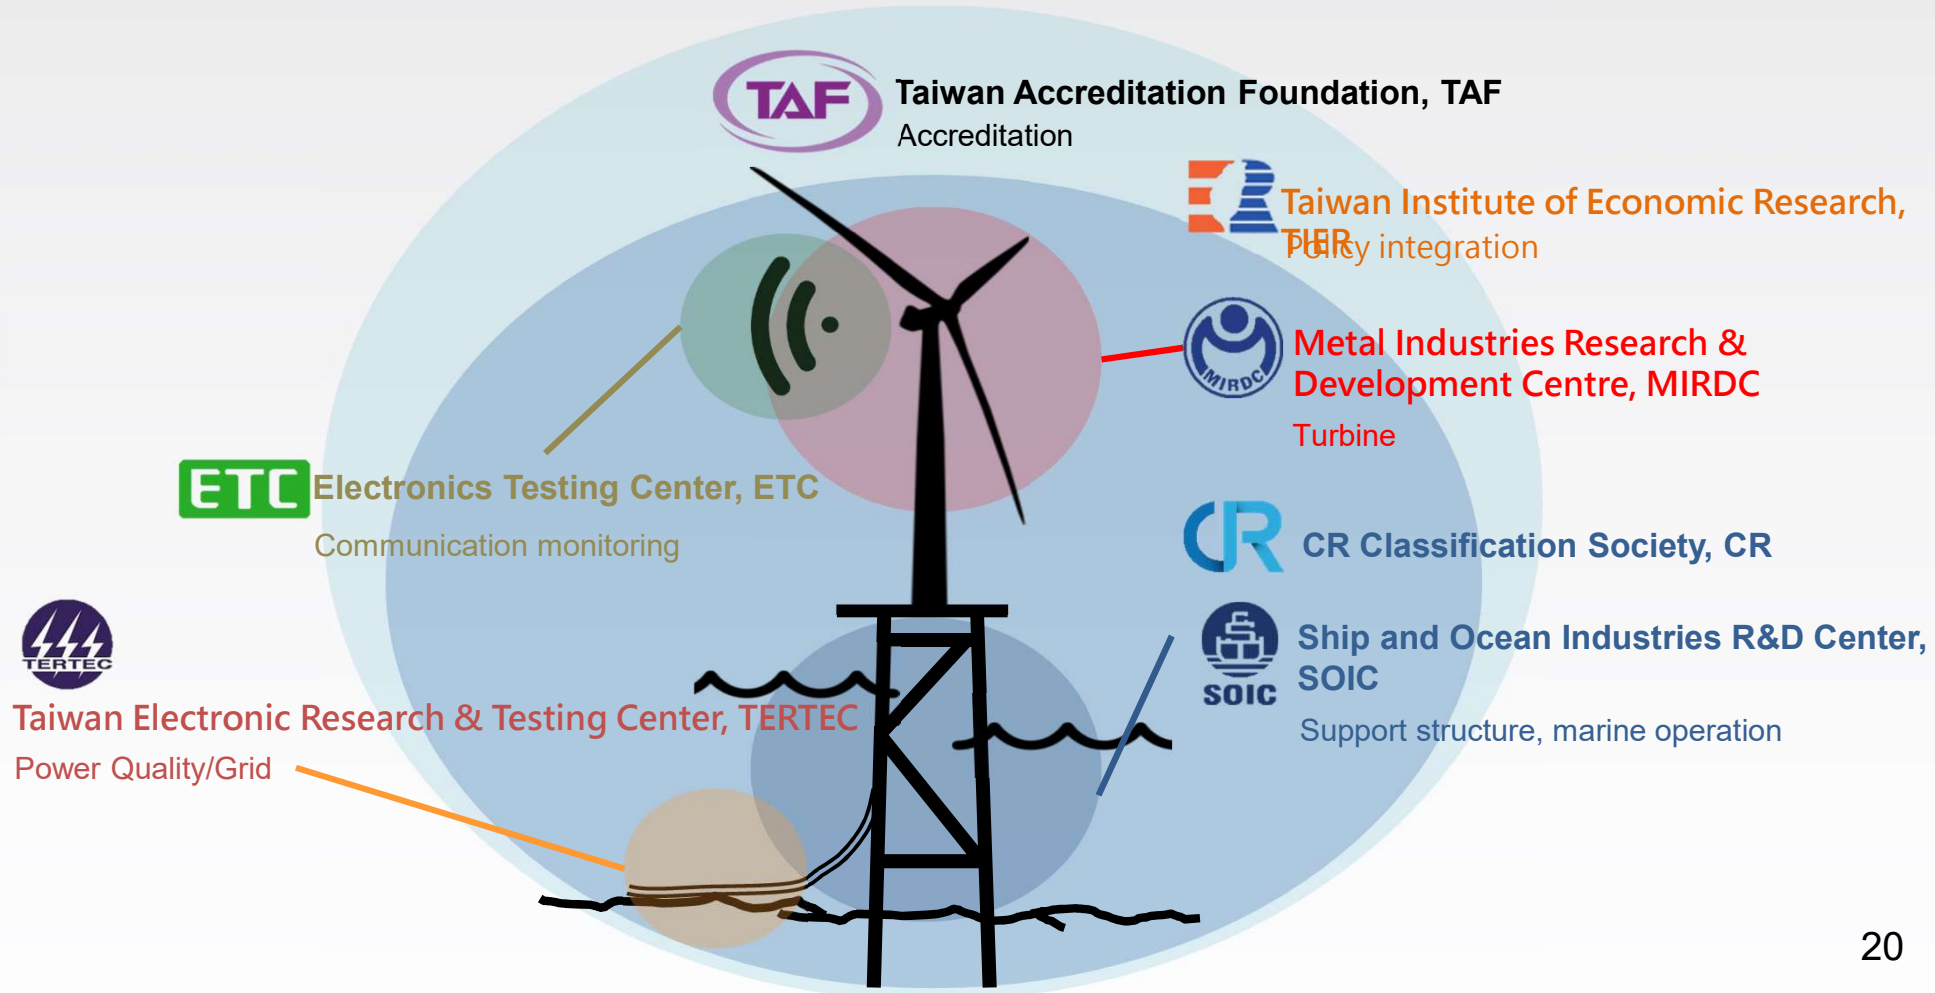 TAF
Taiwan Accreditation Foundation, TAF
Accreditation
Taiwan Institute of Economic Research,
TIER
Policy integration
MIRDC
Metal Industries Research &
Development Centre, MIRDC
Turbine
ETC
Electronics Testing Center, ETC
Communication monitoring
CR
CR Classification Society, CR
SOIC
Ship and Ocean Industries R&D Center,
SOIC
Support structure, marine operation
TERTEC
Taiwan Electronic Research & Testing Center, TERTEC
Power Quality/Grid
20